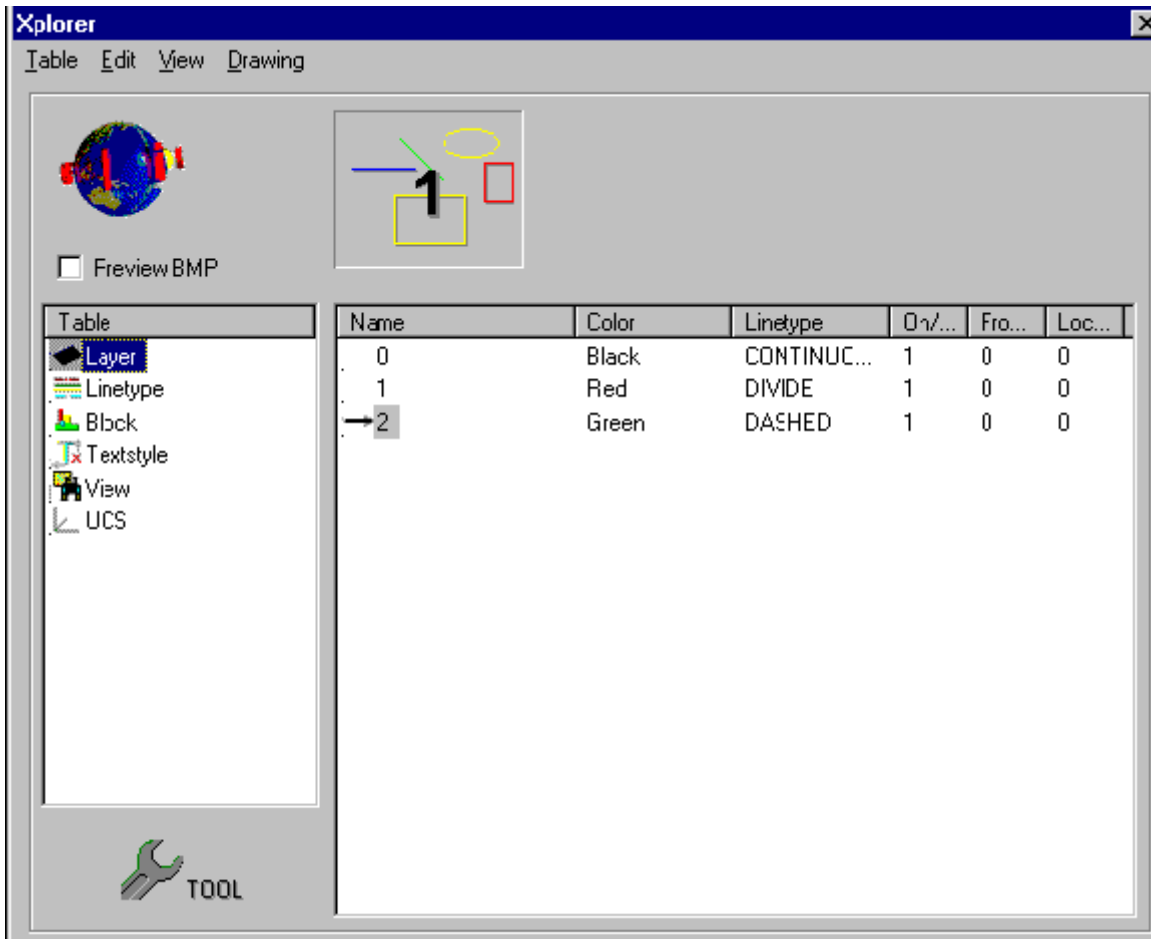 Xplorer
Table Edit View Drawing
1
Freview BMP
Table
Layer
Linetype
Block
Textstyle
View
UCS
TOOL
Name Color Linetype On/... Fro... Loc...
0 Black CONTINUC... 1 0 0
1 Red DIVIDE 1 0 0
2 Green DASHED 1 0 0